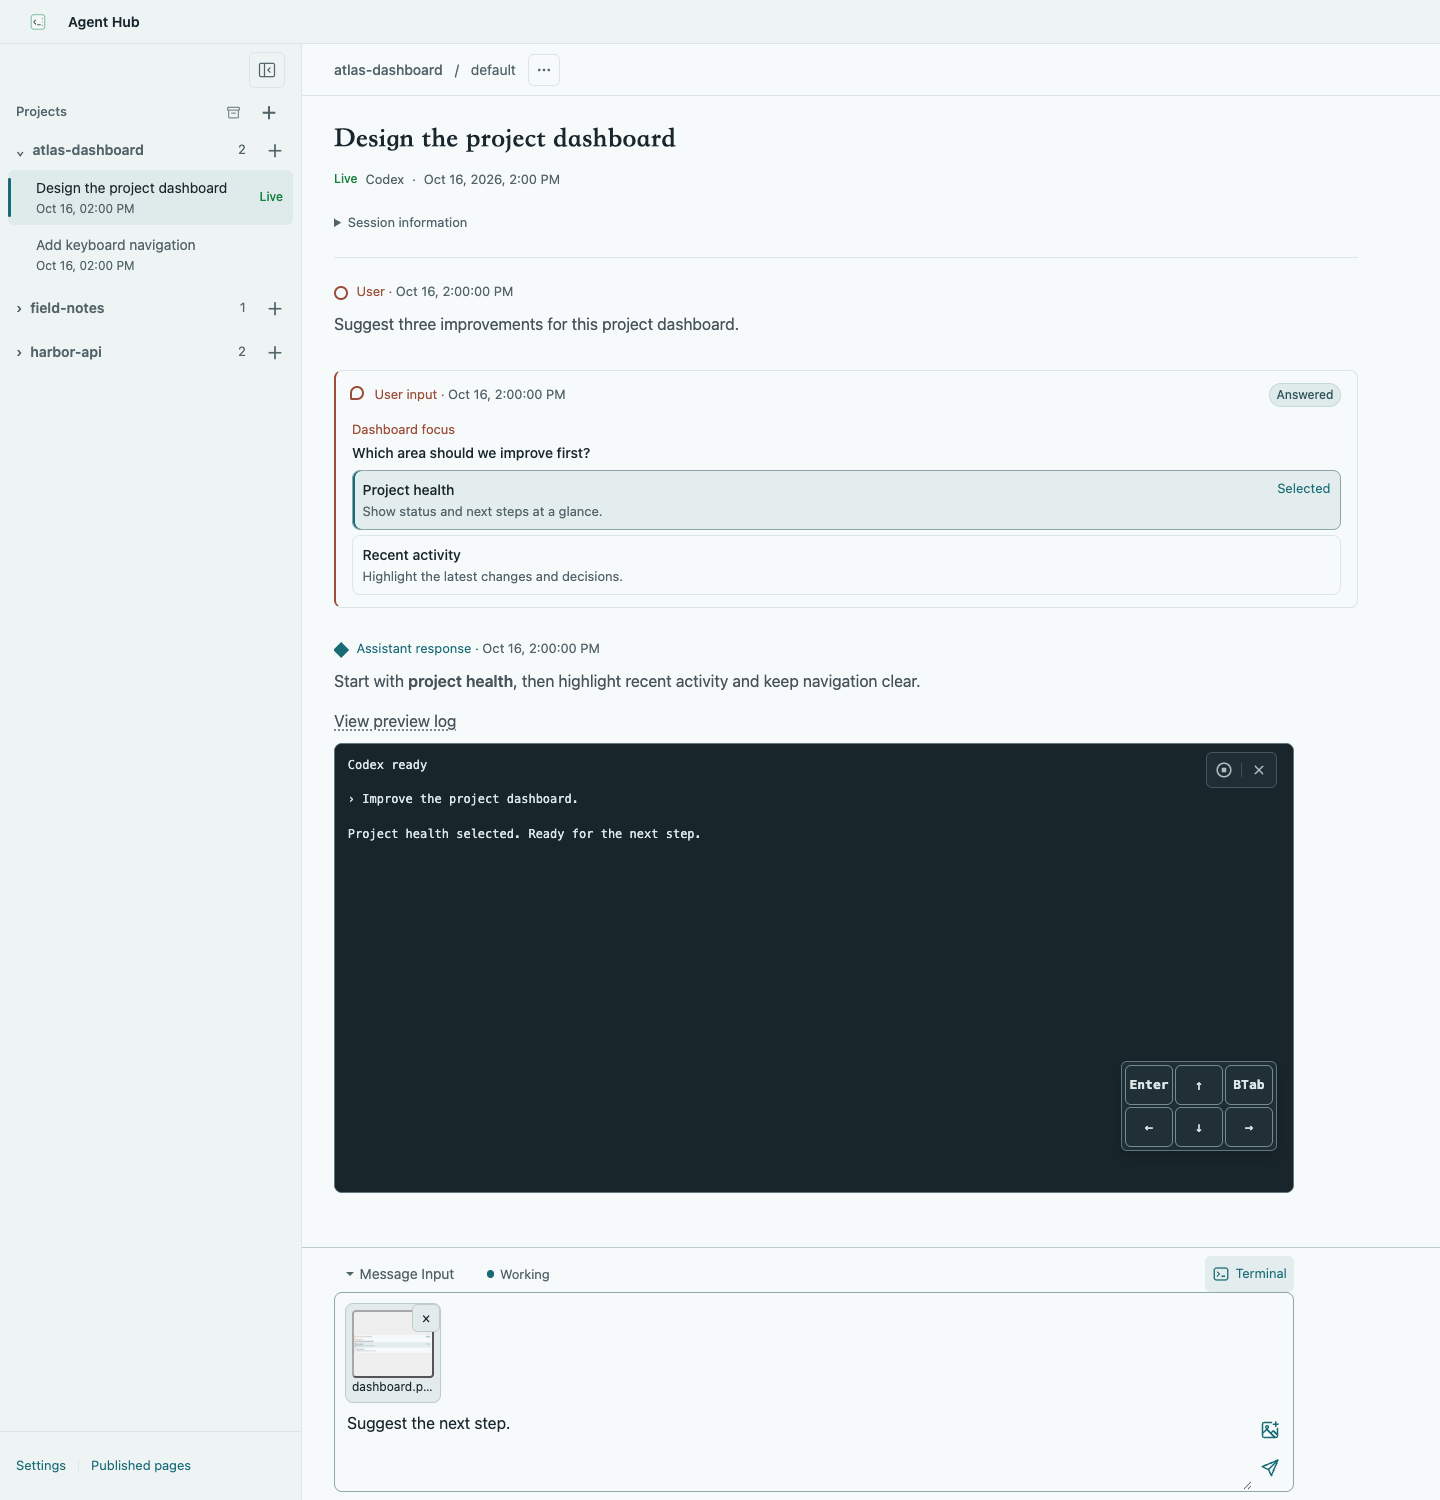 Agent Hub
Projects
atlas-dashboard 2
Design the project dashboard
Live
Oct 16, 02:00 PM
Add keyboard navigation
Oct 16, 02:00 PM
field-notes 1
harbor-api 2
Settings
Published pages
atlas-dashboard / default
Design the project dashboard
Live Codex · Oct 16, 2026, 2:00 PM
Session information
User · Oct 16, 2:00:00 PM
Suggest three improvements for this project dashboard.
User input · Oct 16, 2:00:00 PM
Answered
Dashboard focus
Which area should we improve first?
Project health
Selected
Show status and next steps at a glance.
Recent activity
Highlight the latest changes and decisions.
Assistant response · Oct 16, 2:00:00 PM
Start with project health, then highlight recent activity and keep navigation clear.
View preview log
Codex ready
› Improve the project dashboard.
Project health selected. Ready for the next step.
Enter ↑ BTab
← ↓ →
Message Input
Working
Terminal
dashboard.p...
Suggest the next step.